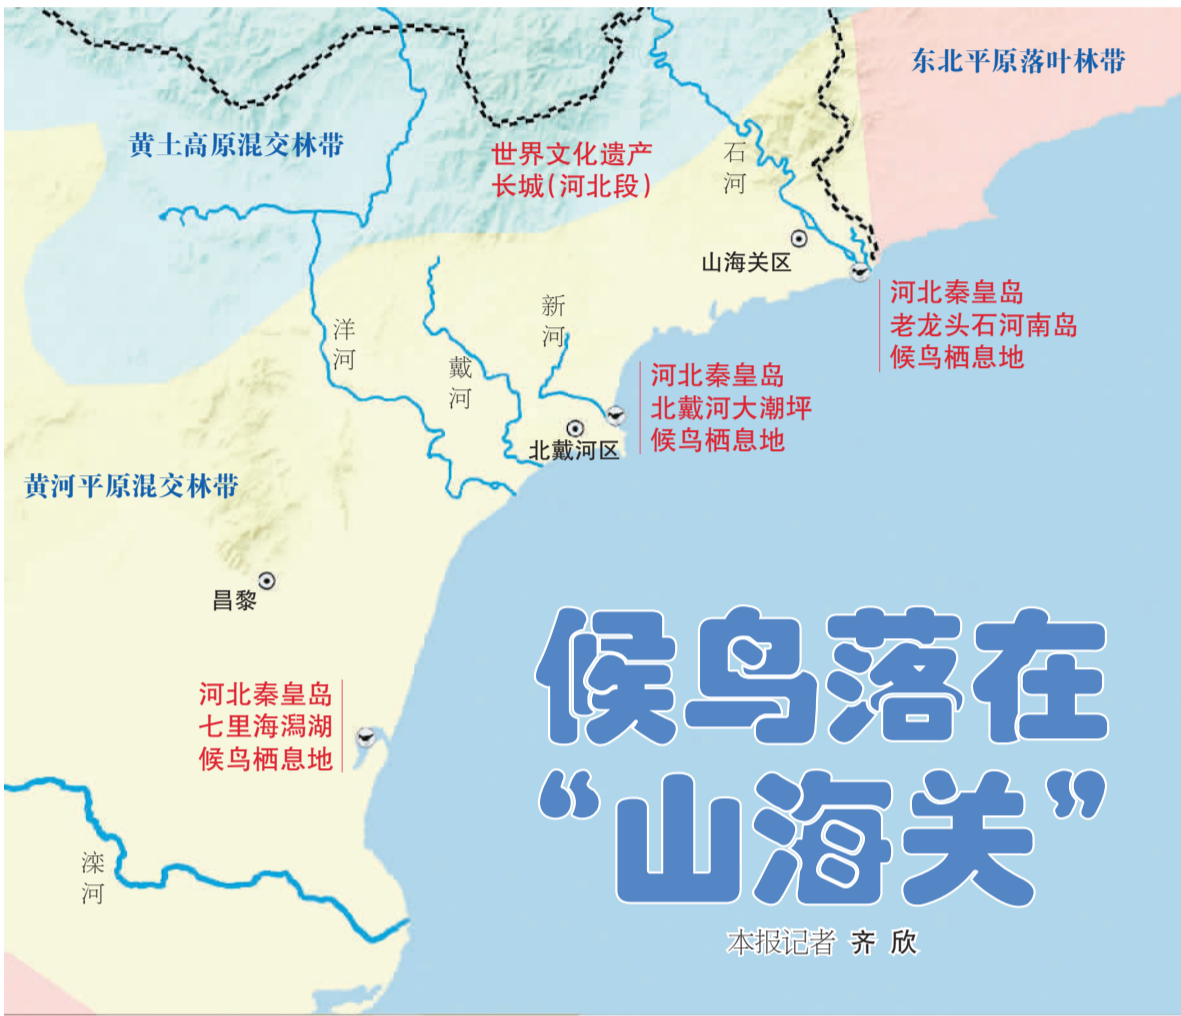 东北平原落叶林带
黄土高原混交林带
世界文化遗产
长城(河北段)
石河
山海关区
河北秦皇岛
老龙头石河南岛
候鸟栖息地
新河
洋河
戴河
河北秦皇岛
北戴河大潮坪
候鸟栖息地
北戴河区
黄河平原混交林带
昌黎
河北秦皇岛
七里海潟湖
候鸟栖息地
滦河
候鸟落在
“山海关”
本报记者 齐 欣